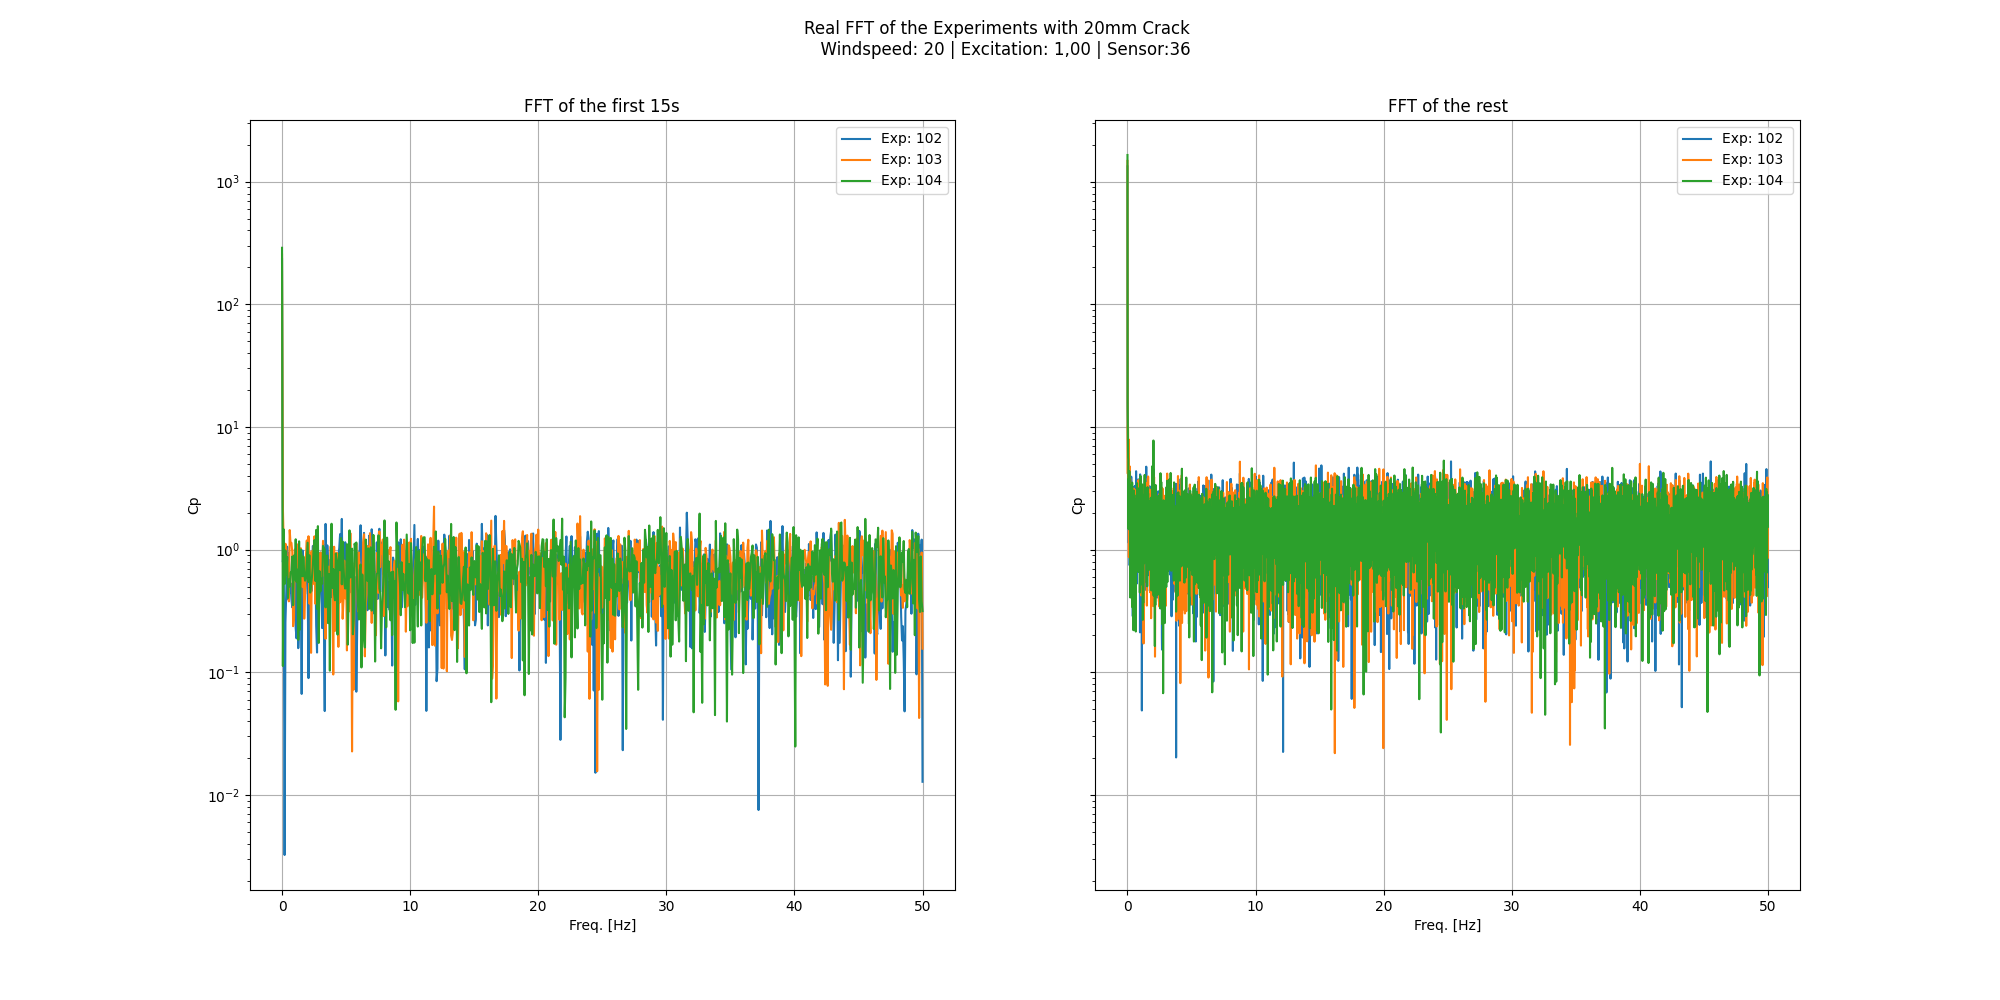 Real FFT of the Experiments with 20mm Crack
Windspeed: 20 | Excitation: 1,00 | Sensor:36
FFT of the first 15s
Exp: 102
Exp: 103
Exp: 104
10³
10²
10¹
10⁰
10⁻¹
10⁻²
Cp
0 10 20 30 40 50
Freq. [Hz]
FFT of the rest
Exp: 102
Exp: 103
Exp: 104
Cp
0 10 20 30 40 50
Freq. [Hz]